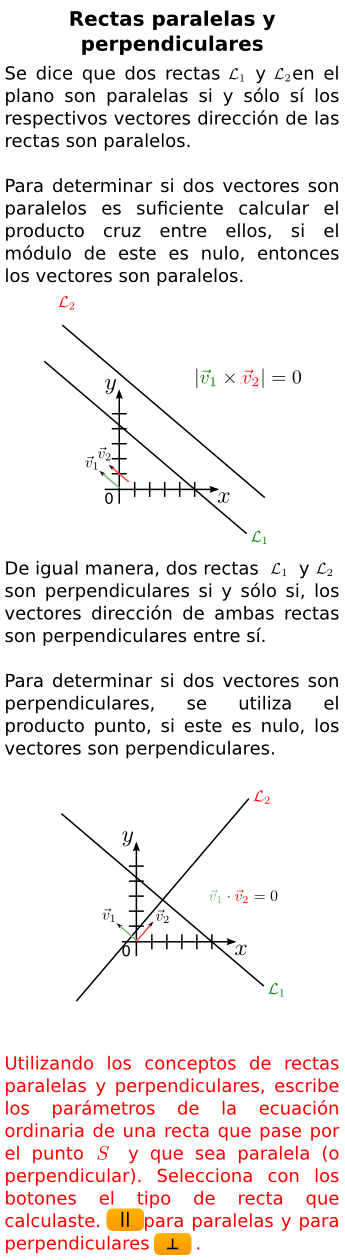 Rectas paralelas y
perpendiculares
Se dice que dos rectas ℒ₁ y ℒ₂en el
plano son paralelas si y sólo sí los
respectivos vectores dirección de las
rectas son paralelos.
Para determinar si dos vectores son
paralelos es suficiente calcular el
producto cruz entre ellos, si el
módulo de este es nulo, entonces
los vectores son paralelos.
ℒ₂
|v⃗₁ × v⃗₂| = 0
y
v⃗₁ v⃗₂
0 x
ℒ₁
De igual manera, dos rectas ℒ₁ y ℒ₂
son perpendiculares si y sólo si, los
vectores dirección de ambas rectas
son perpendiculares entre sí.
Para determinar si dos vectores son
perpendiculares, se utiliza el
producto punto, si este es nulo, los
vectores son perpendiculares.
ℒ₂
y
v⃗₁ · v⃗₂ = 0
v⃗₁ v⃗₂
0 x
ℒ₁
Utilizando los conceptos de rectas
paralelas y perpendiculares, escribe
los parámetros de la ecuación
ordinaria de una recta que pase por
el punto S y que sea paralela (o
perpendicular). Selecciona con los
botones el tipo de recta que
calculaste. || para paralelas y para
perpendiculares ⊥ .